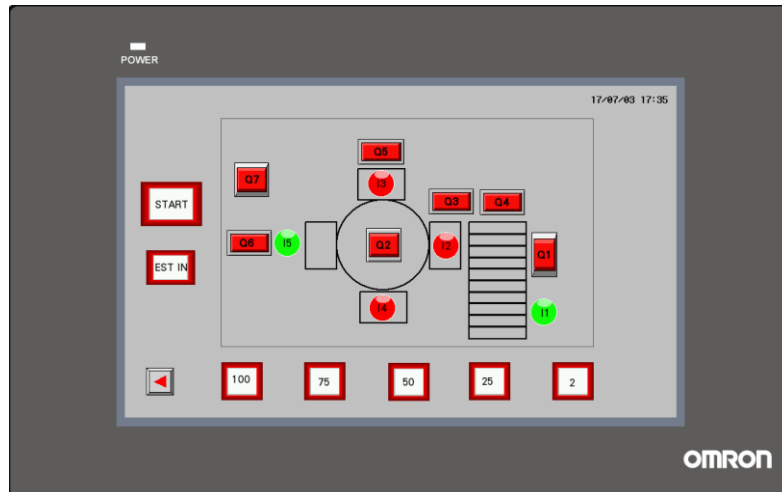 POWER
17/07/03 17:35
Q5
I3
Q7
START
Q3
Q4
Q6
I5
Q2
I2
Q1
EST IN
I4
I1
100
75
50
25
2
OMRON